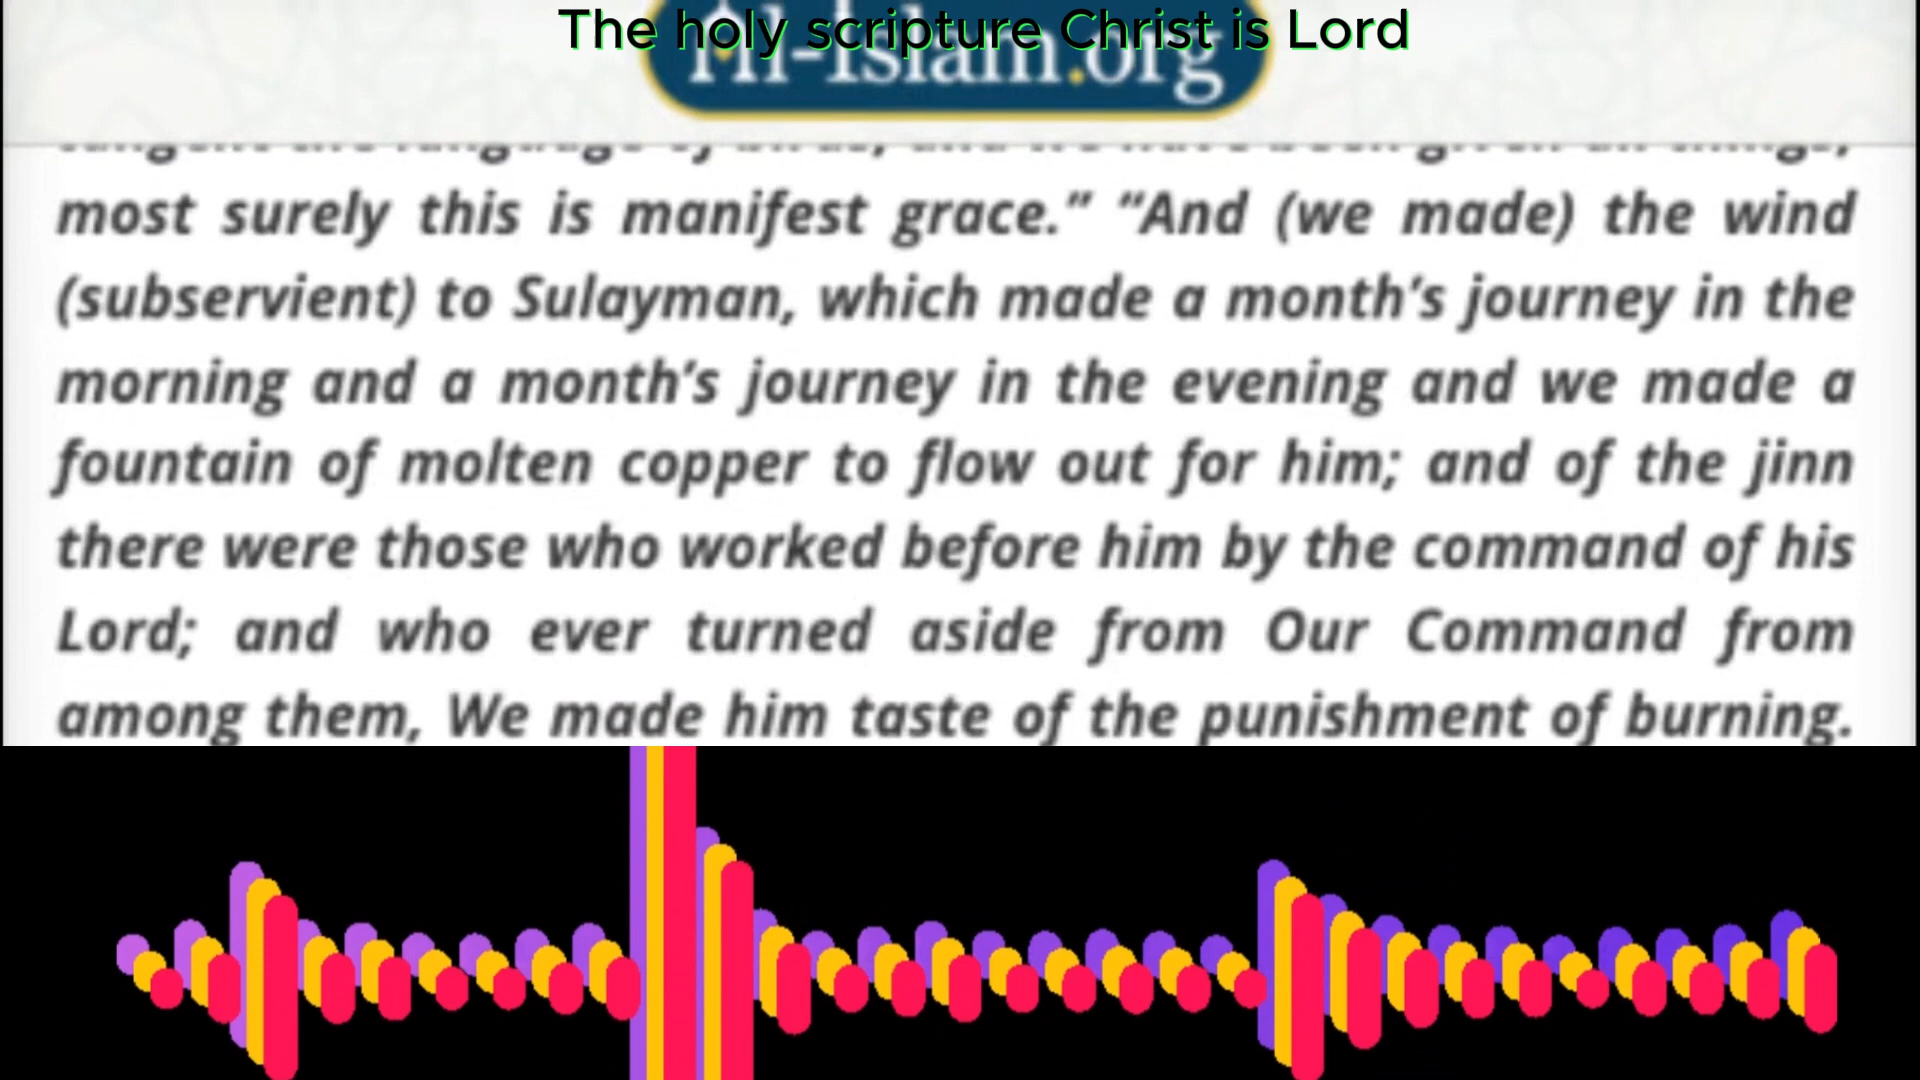 The holy scripture Christ is Lord
Al-Islam.org
most surely this is manifest grace.” “And (we made) the wind
(subservient) to Sulayman, which made a month’s journey in the
morning and a month’s journey in the evening and we made a
fountain of molten copper to flow out for him; and of the jinn
there were those who worked before him by the command of his
Lord; and who ever turned aside from Our Command from
among them, We made him taste of the punishment of burning.